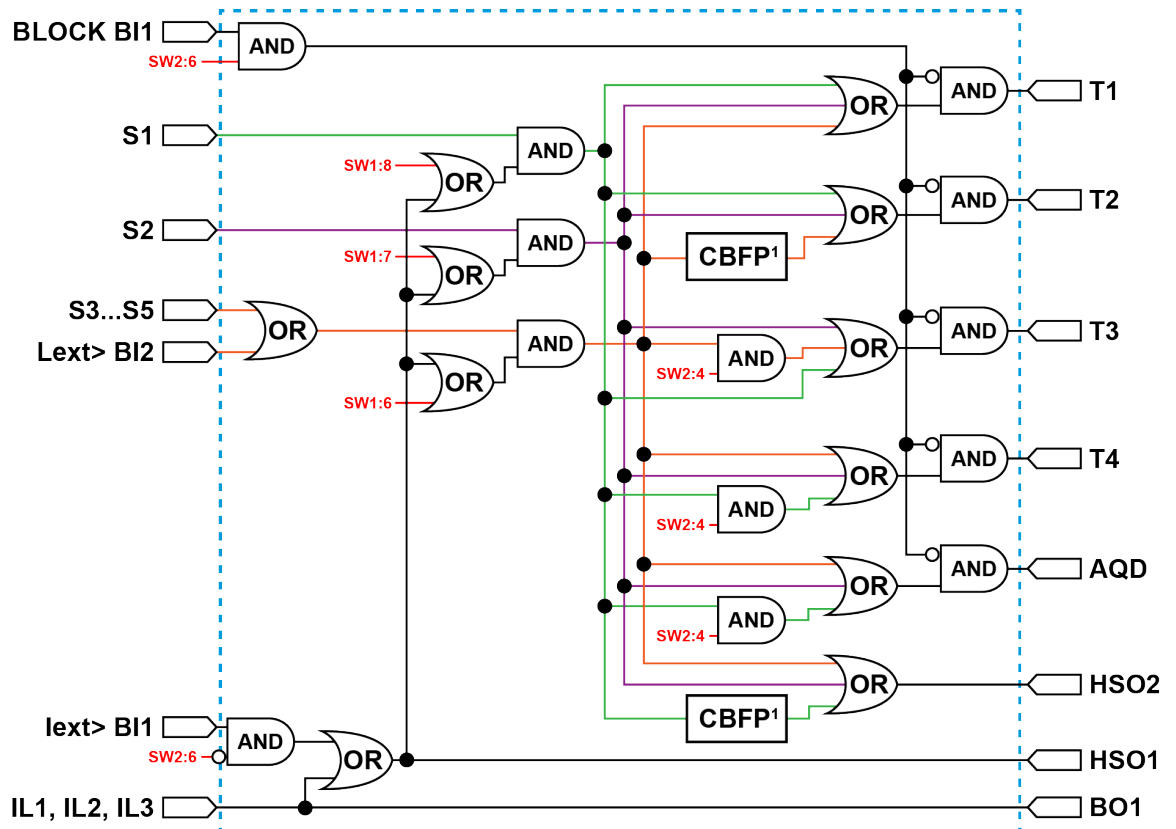 BLOCK BI1
SW2:6
AND
S1
SW1:8
OR
AND
S2
SW1:7
OR
AND
S3...S5
Lext> BI2
OR
AND
OR
SW1:6
OR
AND
T1
OR
AND
T2
CBFP¹
AND
SW2:4
OR
AND
T3
OR
AND
T4
AND
SW2:4
OR
AND
AQD
AND
SW2:4
OR
HSO2
CBFP¹
Iext> BI1
SW2:6
AND
OR
HSO1
IL1, IL2, IL3
BO1